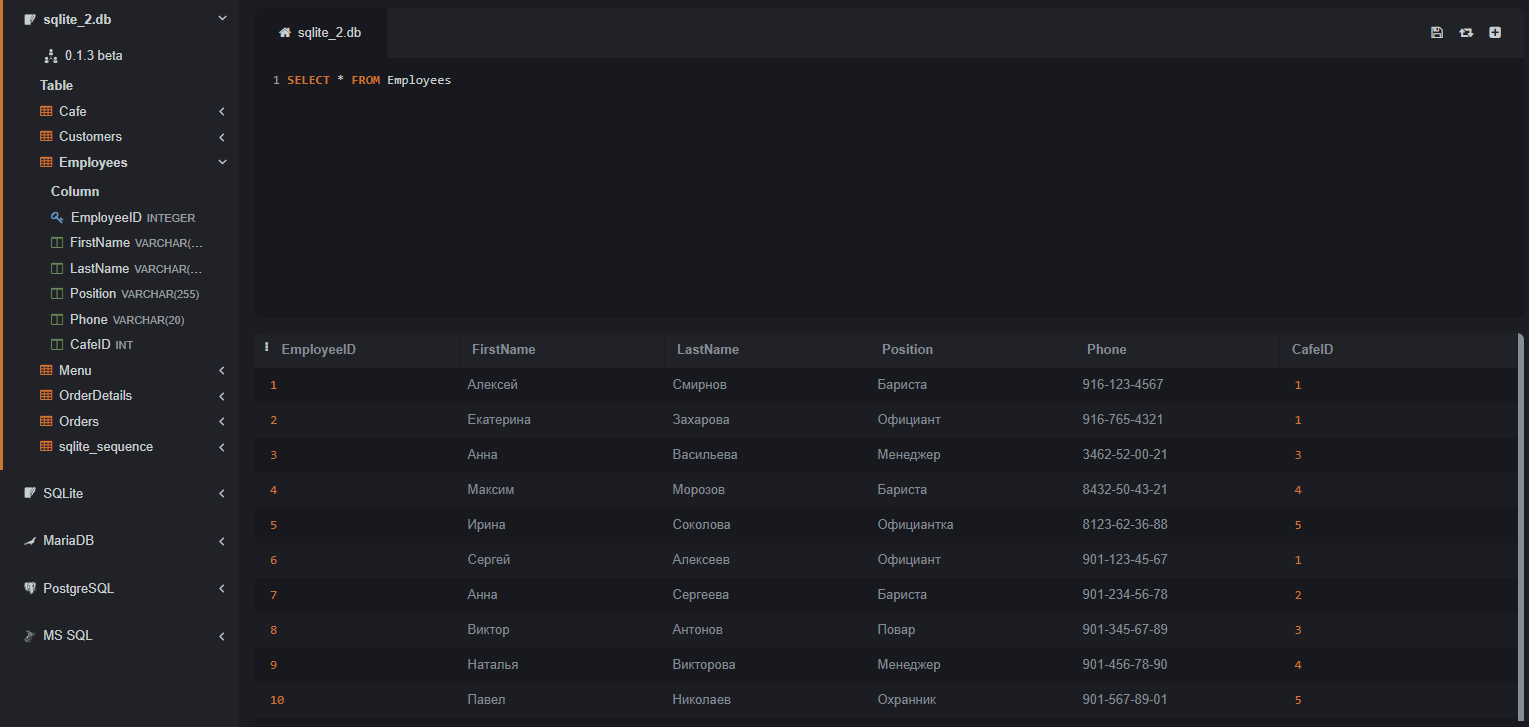 sqlite_2.db
0.1.3 beta
Table
Cafe
Customers
Employees
Column
EmployeeID INTEGER
FirstName VARCHAR(...
LastName VARCHAR(...
Position VARCHAR(255)
Phone VARCHAR(20)
CafeID INT
Menu
OrderDetails
Orders
sqlite_sequence
SQLite
MariaDB
PostgreSQL
MS SQL
sqlite_2.db
1 SELECT * FROM Employees
EmployeeID FirstName LastName Position Phone CafeID
1 Алексей Смирнов Бариста 916-123-4567 1
2 Екатерина Захарова Официант 916-765-4321 1
3 Анна Васильева Менеджер 3462-52-00-21 3
4 Максим Морозов Бариста 8432-50-43-21 4
5 Ирина Соколова Официантка 8123-62-36-88 5
6 Сергей Алексеев Официант 901-123-45-67 1
7 Анна Сергеева Бариста 901-234-56-78 2
8 Виктор Антонов Повар 901-345-67-89 3
9 Наталья Викторова Менеджер 901-456-78-90 4
10 Павел Николаев Охранник 901-567-89-01 5